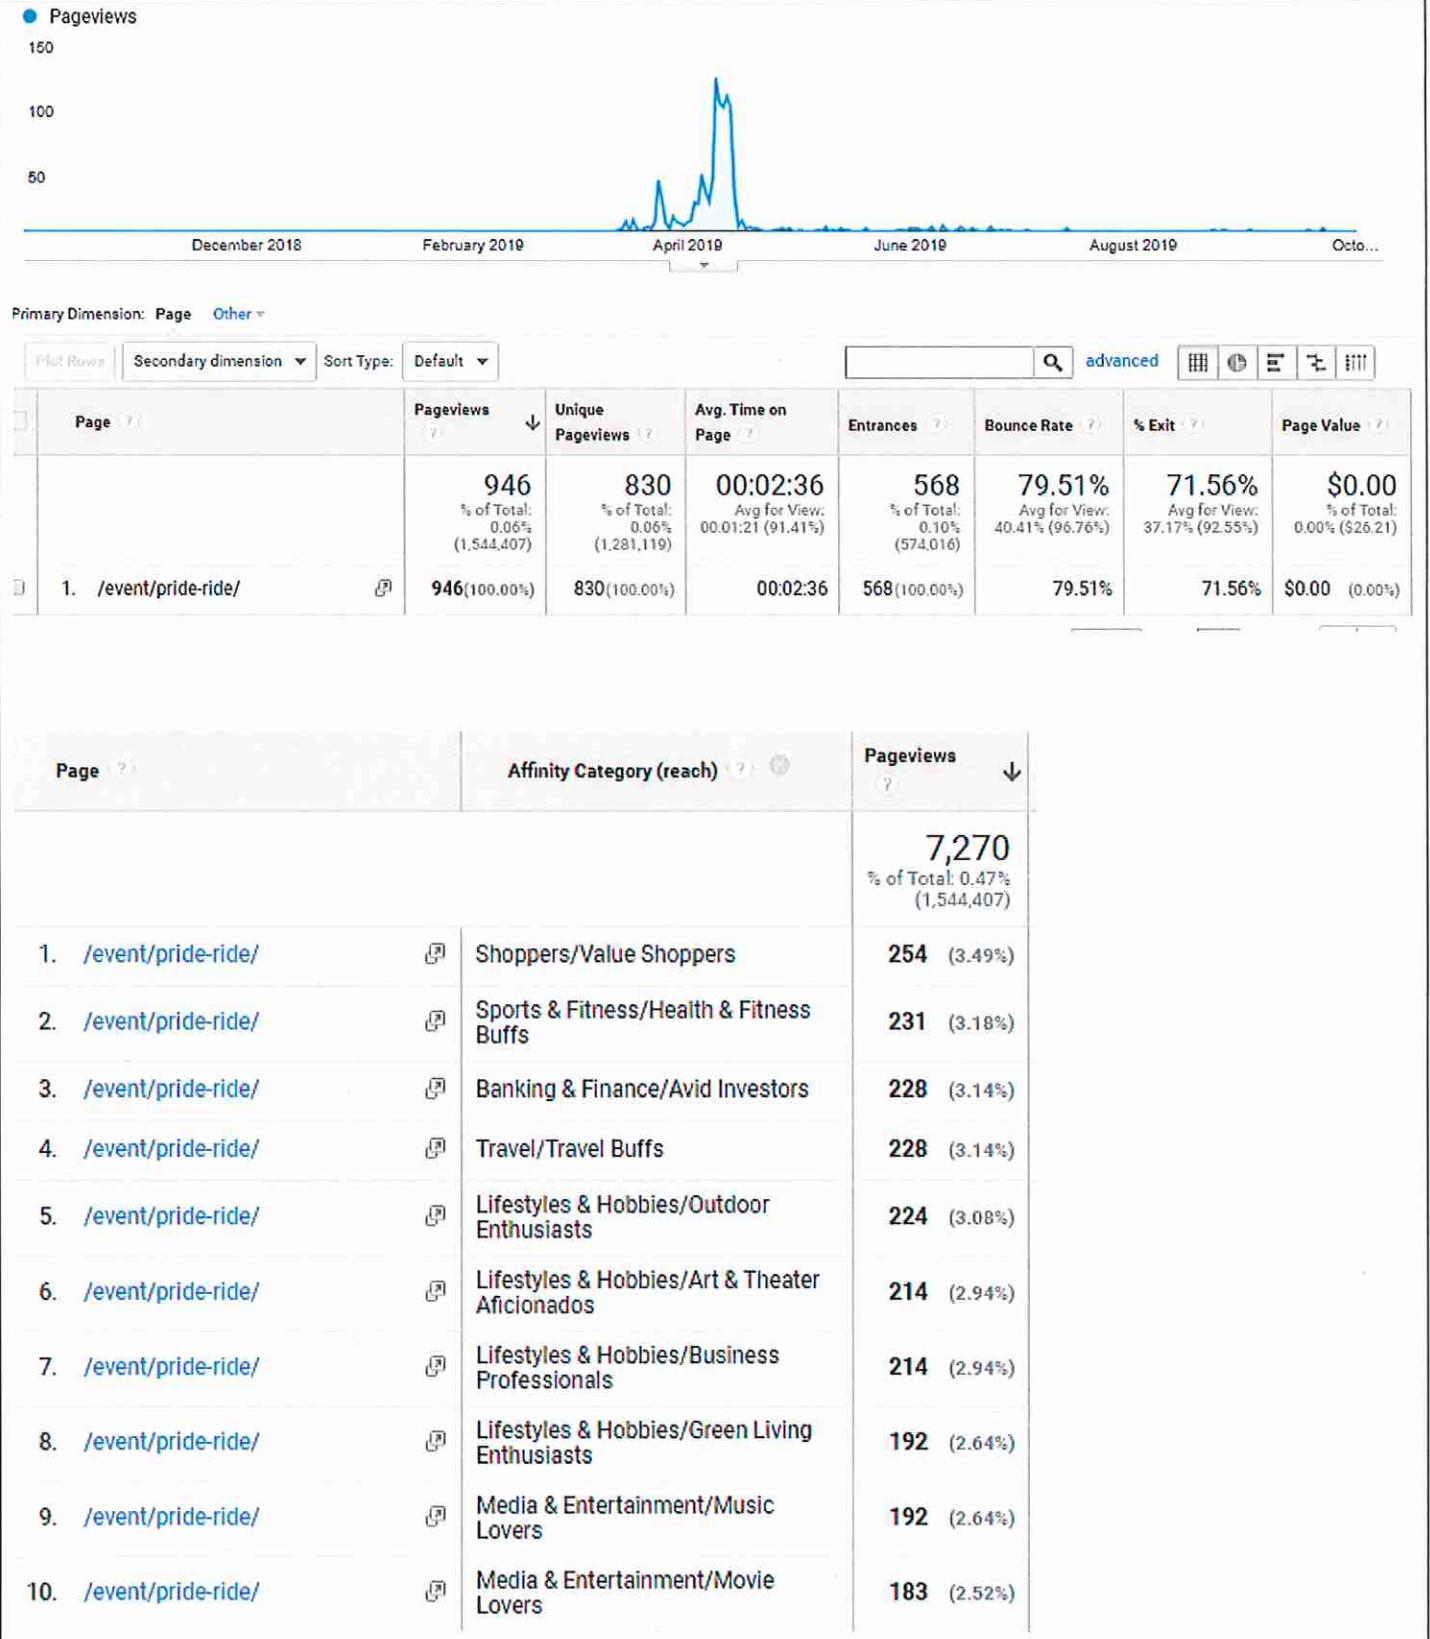 Pageviews
150
100
50
December 2018 February 2019 April 2019 June 2019 August 2019 Octo...
Primary Dimension: Page Other
Plot Rows Secondary dimension Sort Type: Default advanced
Page ? Pageviews ? Unique Pageviews ? Avg. Time on Page ? Entrances ? Bounce Rate ? % Exit ? Page Value ?
946 830 00:02:36 568 79.51% 71.56% $0.00
% of Total: % of Total: Avg for View: % of Total: Avg for View: Avg for View: % of Total:
0.06% 0.06% 00:01:21 (91.41%) 0.10% 40.41% (96.76%) 37.17% (92.55%) 0.00% ($26.21)
(1,544,407) (1,281,119) (574,016)
1. /event/pride-ride/ 946(100.00%) 830(100.00%) 00:02:36 568(100.00%) 79.51% 71.56% $0.00 (0.00%)
Page ? Affinity Category (reach) ? Pageviews
?
7,270
% of Total: 0.47%
(1,544,407)
1. /event/pride-ride/ Shoppers/Value Shoppers 254 (3.49%)
2. /event/pride-ride/ Sports & Fitness/Health & Fitness
Buffs 231 (3.18%)
3. /event/pride-ride/ Banking & Finance/Avid Investors 228 (3.14%)
4. /event/pride-ride/ Travel/Travel Buffs 228 (3.14%)
5. /event/pride-ride/ Lifestyles & Hobbies/Outdoor
Enthusiasts 224 (3.08%)
6. /event/pride-ride/ Lifestyles & Hobbies/Art & Theater
Aficionados 214 (2.94%)
7. /event/pride-ride/ Lifestyles & Hobbies/Business
Professionals 214 (2.94%)
8. /event/pride-ride/ Lifestyles & Hobbies/Green Living
Enthusiasts 192 (2.64%)
9. /event/pride-ride/ Media & Entertainment/Music
Lovers 192 (2.64%)
10. /event/pride-ride/ Media & Entertainment/Movie
Lovers 183 (2.52%)